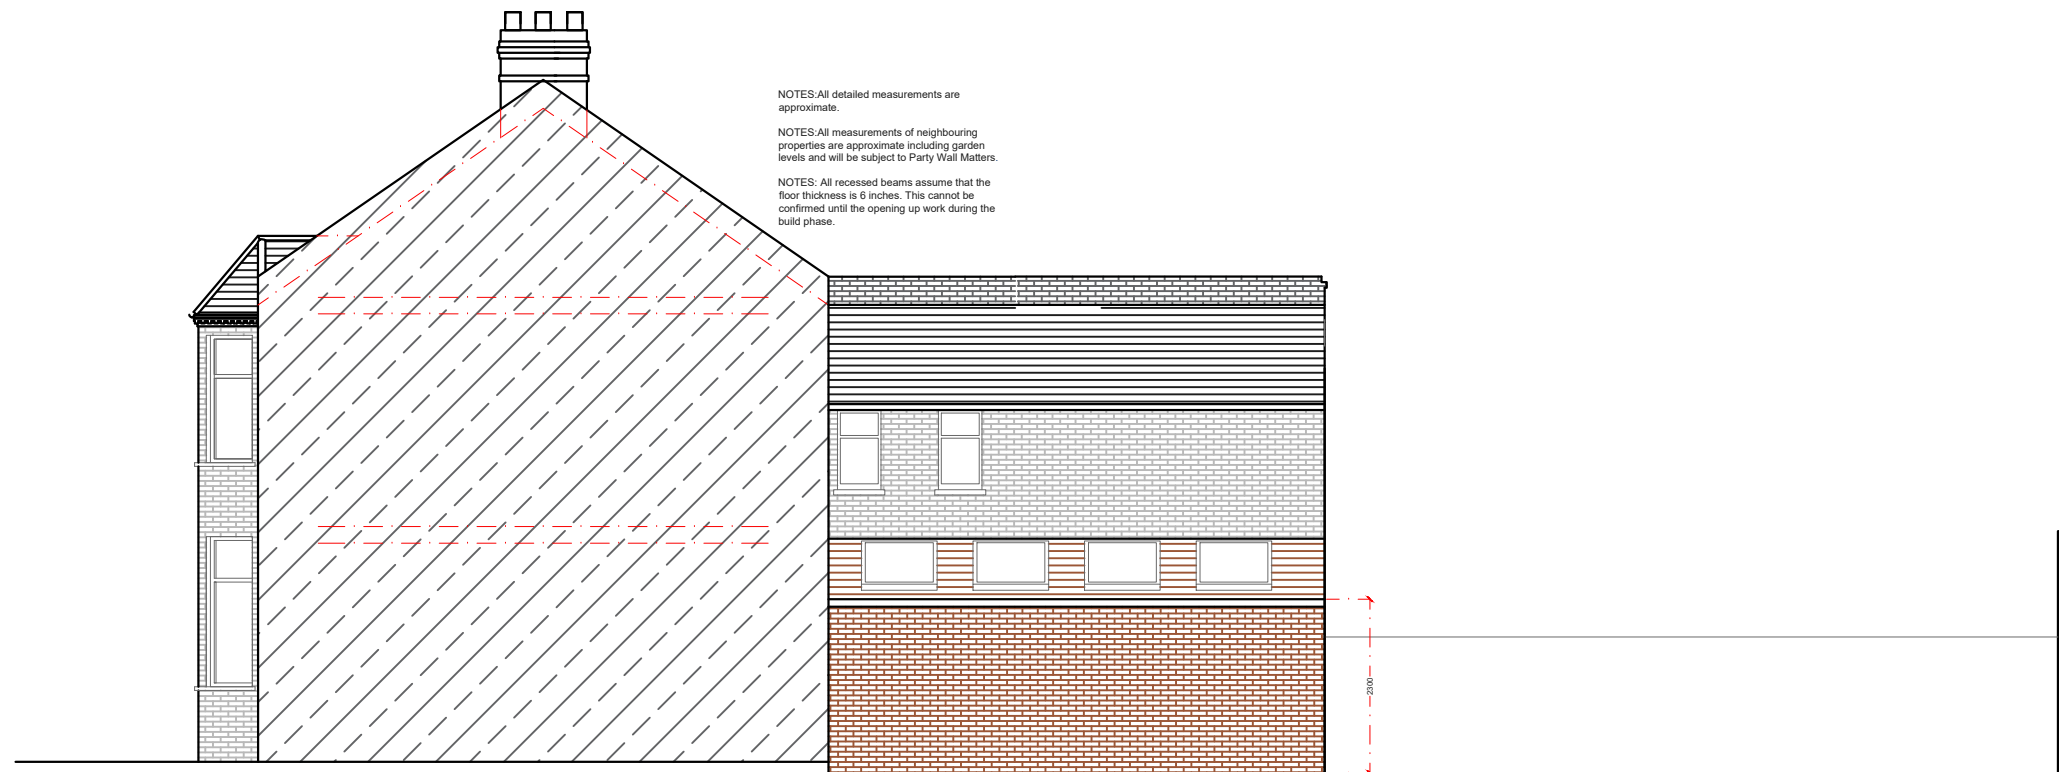 NOTES:All detailed measurements are
approximate.
NOTES:All measurements of neighbouring
properties are approximate including garden
levels and will be subject to Party Wall Matters.
NOTES: All recessed beams assume that the
floor thickness is 6 inches. This cannot be
confirmed until the opening up work during the
build phase.
2300